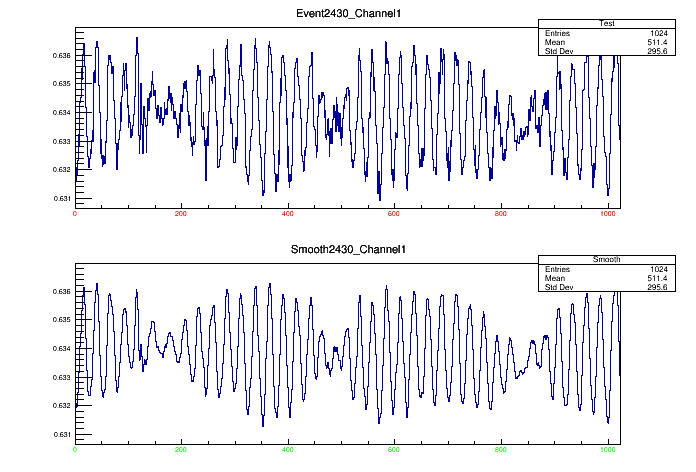 Event2430_Channel1
Test
Entries 1024
Mean 511.4
Std Dev 295.6
0.636
0.635
0.634
0.633
0.632
0.631
0 200 400 600 800 1000
Smooth2430_Channel1
Smooth
Entries 1024
Mean 511.4
Std Dev 295.6
0.636
0.635
0.634
0.633
0.632
0.631
0 200 400 600 800 1000